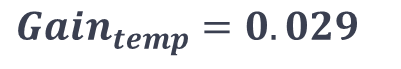 Gain_temp = 0.029